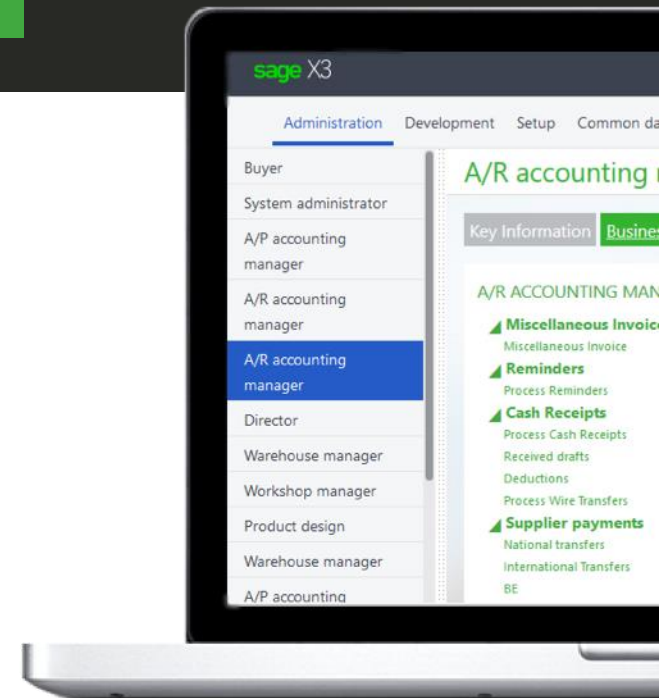 sage X3
Administration Development Setup Common da
Buyer
System administrator
A/P accounting
manager
A/R accounting
manager
A/R accounting
manager
Director
Warehouse manager
Workshop manager
Product design
Warehouse manager
A/P accounting
A/R accounting
Key Information Busines
A/R ACCOUNTING MAN
Miscellaneous Invoice
Miscellaneous Invoice
Reminders
Process Reminders
Cash Receipts
Process Cash Receipts
Received drafts
Deductions
Process Wire Transfers
Supplier payments
National transfers
International Transfers
BE